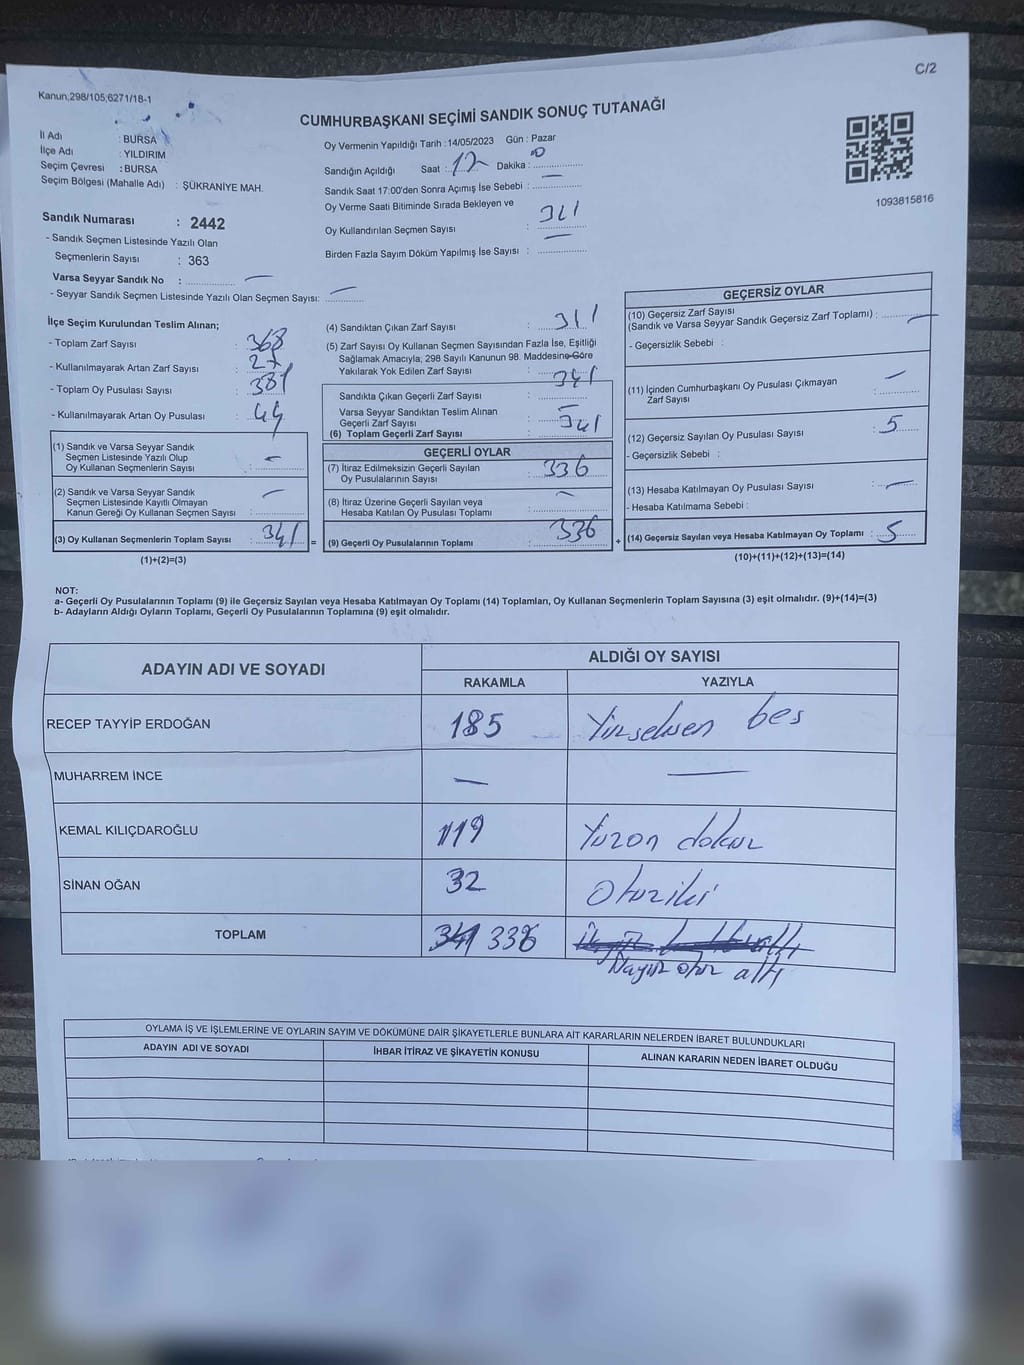 C/2
Kanun;298/105;6271/18-1
CUMHURBAŞKANI SEÇİMİ SANDIK SONUÇ TUTANAĞI
İl Adı : BURSA
İlçe Adı : YILDIRIM
Seçim Çevresi : BURSA
Seçim Bölgesi (Mahalle Adı) : ŞÜKRANİYE MAH.
Sandık Numarası : 2442
- Sandık Seçmen Listesinde Yazılı Olan
Seçmenlerin Sayısı : 363
Varsa Seyyar Sandık No : —
- Seyyar Sandık Seçmen Listesinde Yazılı Olan Seçmen Sayısı: —
Oy Vermenin Yapıldığı Tarih : 14/05/2023 Gün : Pazar
Sandığın Açıldığı Saat : 17 Dakika : 0
Sandık Saat 17:00'den Sonra Açımış İse Sebebi : —
Oy Verme Saati Bitiminde Sırada Bekleyen ve
Oy Kullandırılan Seçmen Sayısı : 341
Birden Fazla Sayım Döküm Yapılmış İse Sayısı : —
1093815816
İlçe Seçim Kurulundan Teslim Alınan;
- Toplam Zarf Sayısı : 368
- Kullanılmayarak Artan Zarf Sayısı : 27
- Toplam Oy Pusulası Sayısı : 381
- Kullanılmayarak Artan Oy Pusulası : 44
(1) Sandık ve Varsa Seyyar Sandık
Seçmen Listesinde Yazılı Olup
Oy Kullanan Seçmenlerin Sayısı : —
(2) Sandık ve Varsa Seyyar Sandık
Seçmen Listesinde Kayıtlı Olmayan
Kanun Gereği Oy Kullanan Seçmen Sayısı : —
(3) Oy Kullanan Seçmenlerin Toplam Sayısı : 341 =
(1)+(2)=(3)
(4) Sandıktan Çıkan Zarf Sayısı : 341
(5) Zarf Sayısı Oy Kullanan Seçmen Sayısından Fazla İse, Eşitliği
Sağlamak Amacıyla; 298 Sayılı Kanunun 98. Maddesine Göre
Yakılarak Yok Edilen Zarf Sayısı : —
Sandıkta Çıkan Geçerli Zarf Sayısı : 341
Varsa Seyyar Sandıktan Teslim Alınan
Geçerli Zarf Sayısı : —
(6) Toplam Geçerli Zarf Sayısı : 341
GEÇERLİ OYLAR
(7) İtiraz Edilmeksizin Geçerli Sayılan
Oy Pusulalarının Sayısı : 336
(8) İtiraz Üzerine Geçerli Sayılan veya
Hesaba Katılan Oy Pusulası Toplamı : —
(9) Geçerli Oy Pusulalarının Toplamı : 336 +
GEÇERSİZ OYLAR
(10) Geçersiz Zarf Sayısı
(Sandık ve Varsa Seyyar Sandık Geçersiz Zarf Toplamı) : —
- Geçersizlik Sebebi :
(11) İçinden Cumhurbaşkanı Oy Pusulası Çıkmayan
Zarf Sayısı : —
(12) Geçersiz Sayılan Oy Pusulası Sayısı : 5
- Geçersizlik Sebebi :
(13) Hesaba Katılmayan Oy Pusulası Sayısı : —
- Hesaba Katılmama Sebebi :
(14) Geçersiz Sayılan veya Hesaba Katılmayan Oy Toplamı : 5
(10)+(11)+(12)+(13)=(14)
NOT:
a- Geçerli Oy Pusulalarının Toplamı (9) ile Geçersiz Sayılan veya Hesaba Katılmayan Oy Toplamı (14) Toplamları, Oy Kullanan Seçmenlerin Toplam Sayısına (3) eşit olmalıdır. (9)+(14)=(3)
b- Adayların Aldığı Oyların Toplamı, Geçerli Oy Pusulalarının Toplamına (9) eşit olmalıdır.
ADAYIN ADI VE SOYADI ALDIĞI OY SAYISI
RAKAMLA YAZIYLA
RECEP TAYYİP ERDOĞAN 185 Yüzseksen beş
MUHARREM İNCE — —
KEMAL KILIÇDAROĞLU 119 Yüzon dokuz
SİNAN OĞAN 32 Otuziki
TOPLAM 341 336
otuz altı
OYLAMA İŞ VE İŞLEMLERİNE VE OYLARIN SAYIM VE DÖKÜMÜNE DAİR ŞİKAYETLERLE BUNLARA AİT KARARLARIN NELERDEN İBARET BULUNDUKLARI
ADAYIN ADI VE SOYADI İHBAR İTİRAZ VE ŞİKAYETİN KONUSU ALINAN KARARIN NEDEN İBARET OLDUĞU